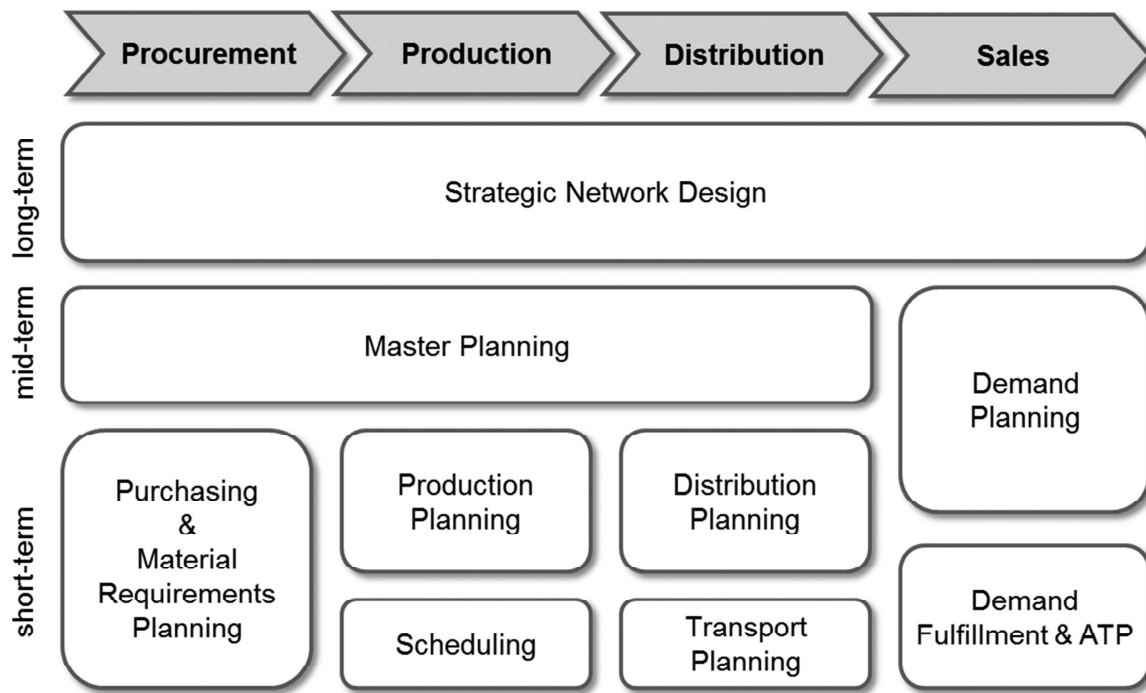 Procurement
Production
Distribution
Sales
long-term
Strategic Network Design
mid-term
Master Planning
Demand
Planning
short-term
Purchasing
&
Material
Requirements
Planning
Production
Planning
Distribution
Planning
Scheduling
Transport
Planning
Demand
Fulfillment & ATP